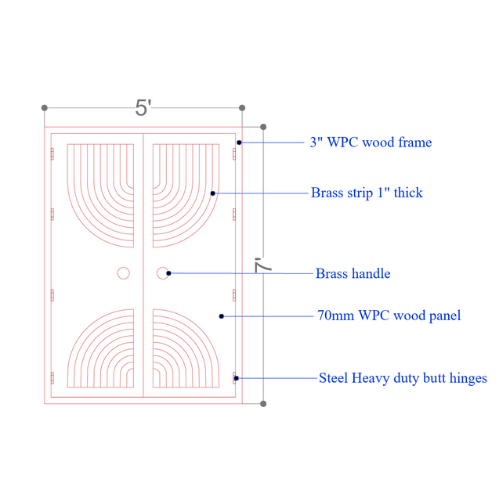 5'
3" WPC wood frame
Brass strip 1" thick
7'
Brass handle
70mm WPC wood panel
Steel Heavy duty butt hinges